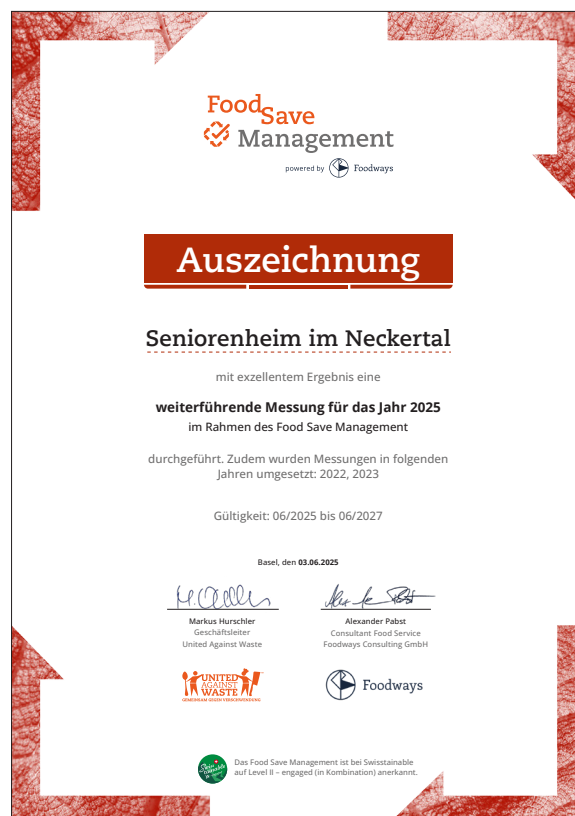 Food
Save
Management
powered by Foodways
Auszeichnung
Seniorenheim im Neckertal
mit exzellentem Ergebnis eine
weiterführende Messung für das Jahr 2025
im Rahmen des Food Save Management
durchgeführt. Zudem wurden Messungen in folgenden
Jahren umgesetzt: 2022, 2023
Gültigkeit: 06/2025 bis 06/2027
Basel, den 03.06.2025
Markus Hurschler
Geschäftsleiter
United Against Waste
Alexander Pabst
Consultant Food Service
Foodways Consulting GmbH
UNITED
AGAINST
WASTE
GEMEINSAM GEGEN VERSCHWENDUNG
Foodways
Das Food Save Management ist bei Swisstainable
auf Level II – engaged (in Kombination) anerkannt.